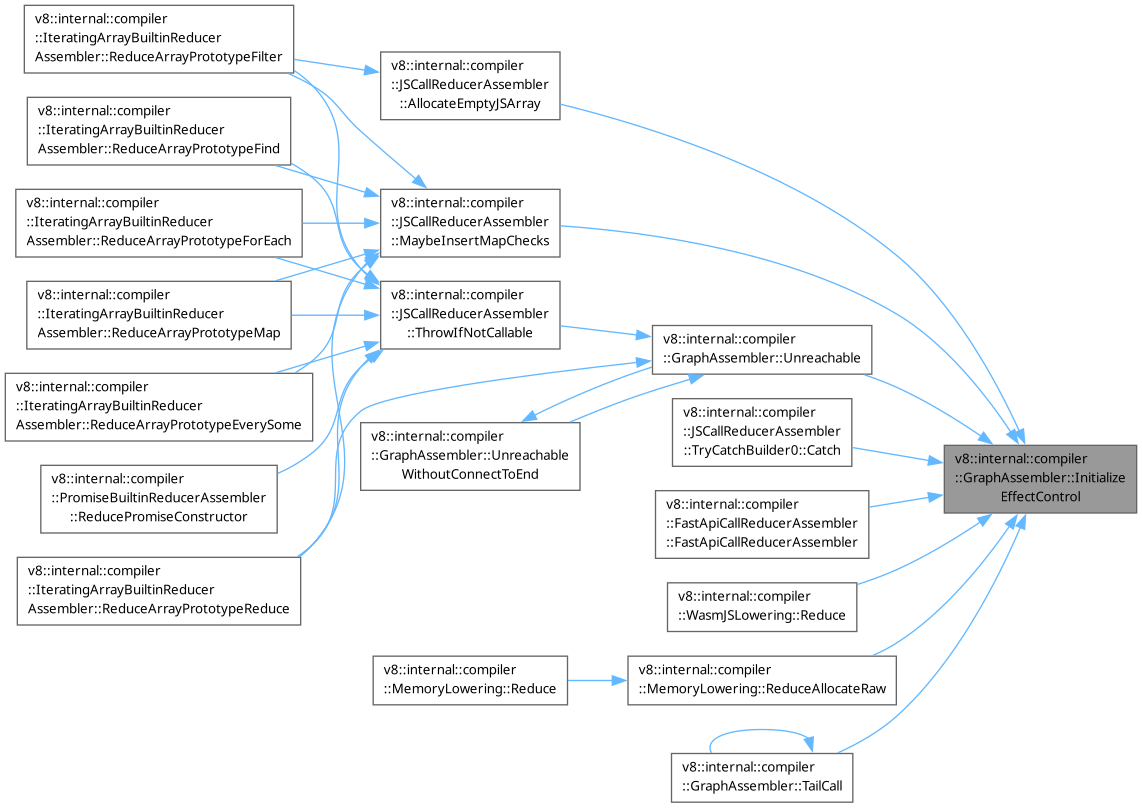 v8::internal::compiler
::IteratingArrayBuiltinReducer
Assembler::ReduceArrayPrototypeFilter
v8::internal::compiler
::IteratingArrayBuiltinReducer
Assembler::ReduceArrayPrototypeFind
v8::internal::compiler
::IteratingArrayBuiltinReducer
Assembler::ReduceArrayPrototypeForEach
v8::internal::compiler
::IteratingArrayBuiltinReducer
Assembler::ReduceArrayPrototypeMap
v8::internal::compiler
::IteratingArrayBuiltinReducer
Assembler::ReduceArrayPrototypeEverySome
v8::internal::compiler
::PromiseBuiltinReducerAssembler
::ReducePromiseConstructor
v8::internal::compiler
::IteratingArrayBuiltinReducer
Assembler::ReduceArrayPrototypeReduce
v8::internal::compiler
::JSCallReducerAssembler
::AllocateEmptyJSArray
v8::internal::compiler
::JSCallReducerAssembler
::MaybeInsertMapChecks
v8::internal::compiler
::JSCallReducerAssembler
::ThrowIfNotCallable
v8::internal::compiler
::GraphAssembler::Unreachable
WithoutConnectToEnd
v8::internal::compiler
::MemoryLowering::Reduce
v8::internal::compiler
::GraphAssembler::Unreachable
v8::internal::compiler
::JSCallReducerAssembler
::TryCatchBuilder0::Catch
v8::internal::compiler
::FastApiCallReducerAssembler
::FastApiCallReducerAssembler
v8::internal::compiler
::WasmJSLowering::Reduce
v8::internal::compiler
::MemoryLowering::ReduceAllocateRaw
v8::internal::compiler
::GraphAssembler::TailCall
v8::internal::compiler
::GraphAssembler::Initialize
EffectControl